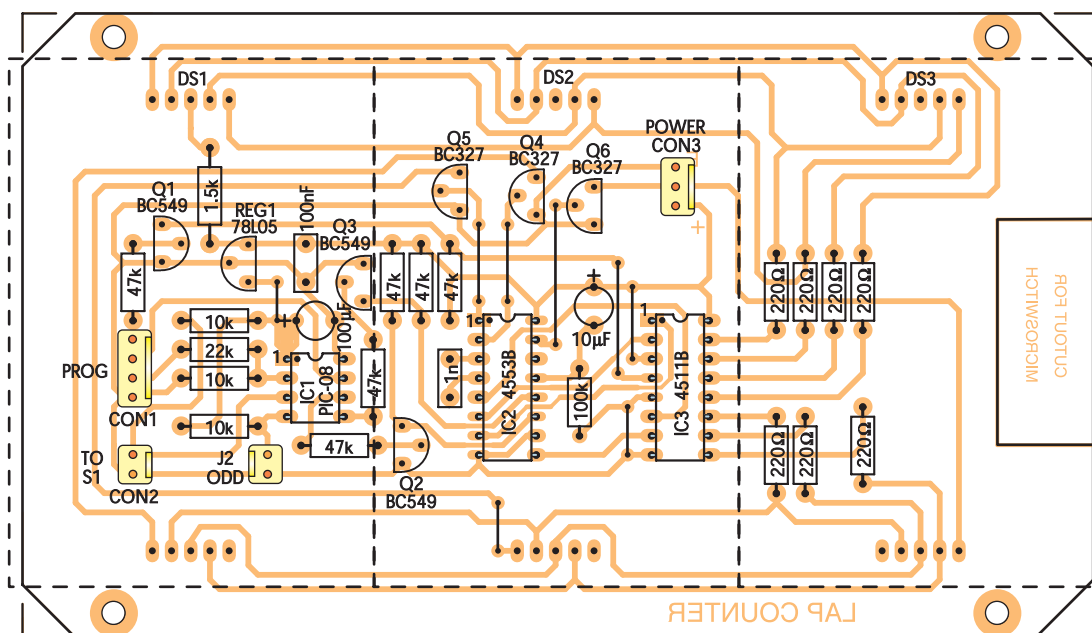 DS1
DS2
DS3
POWER
CON3
Q5
BC327
Q4
BC327
Q6
BC327
+
Q1
BC549
1.5k
REG1
78L05
100nF
Q3
BC549
47k
47k
47k
47k
10k
22k
10k
10k
+
100µF
+
10µF
220Ω
220Ω
220Ω
220Ω
MICROSWITCH
CUTOUT FOR
PROG
CON1
1
IC1
PIC-08
47k
1n
1
IC2 4553B
100k
1
IC3 4511B
TO
S1
CON2
J2
ODD
47k
Q2
BC549
220Ω
220Ω
220Ω
LAP COUNTER